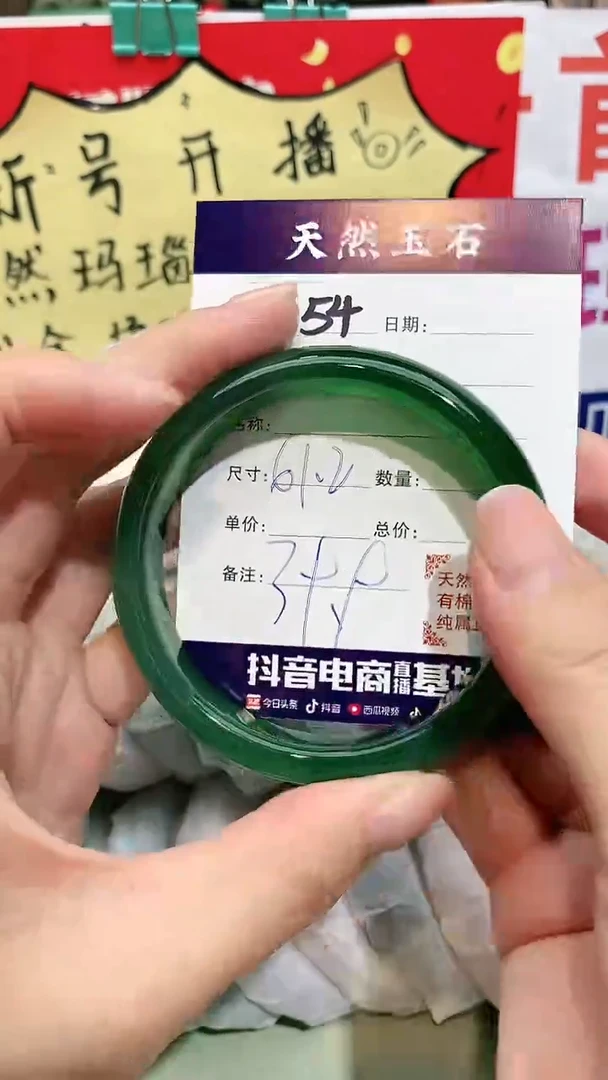 新号开播
然玛瑙
天然玉石
54 日期:
名称:
尺寸: 61.2 数量:
单价: 总价:
备注:
天然
有棉
纯属
抖音电商直播基地
今日头条 抖音 西瓜视频